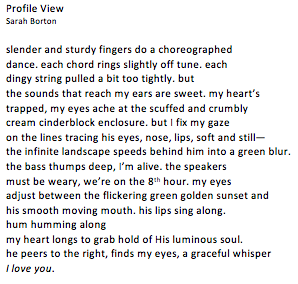 Profile View
Sarah Borton
slender and sturdy fingers do a choreographed
dance. each chord rings slightly off tune. each
dingy string pulled a bit too tightly. but
the sounds that reach my ears are sweet. my heart's
trapped, my eyes ache at the scuffed and crumbly
cream cinderblock enclosure. but I fix my gaze
on the lines tracing his eyes, nose, lips, soft and still—
the infinite landscape speeds behind him into a green blur.
the bass thumps deep, I'm alive. the speakers
must be weary, we're on the 8th hour. my eyes
adjust between the flickering green golden sunset and
his smooth moving mouth. his lips sing along.
hum humming along
my heart longs to grab hold of His luminous soul.
he peers to the right, finds my eyes, a graceful whisper
I love you.